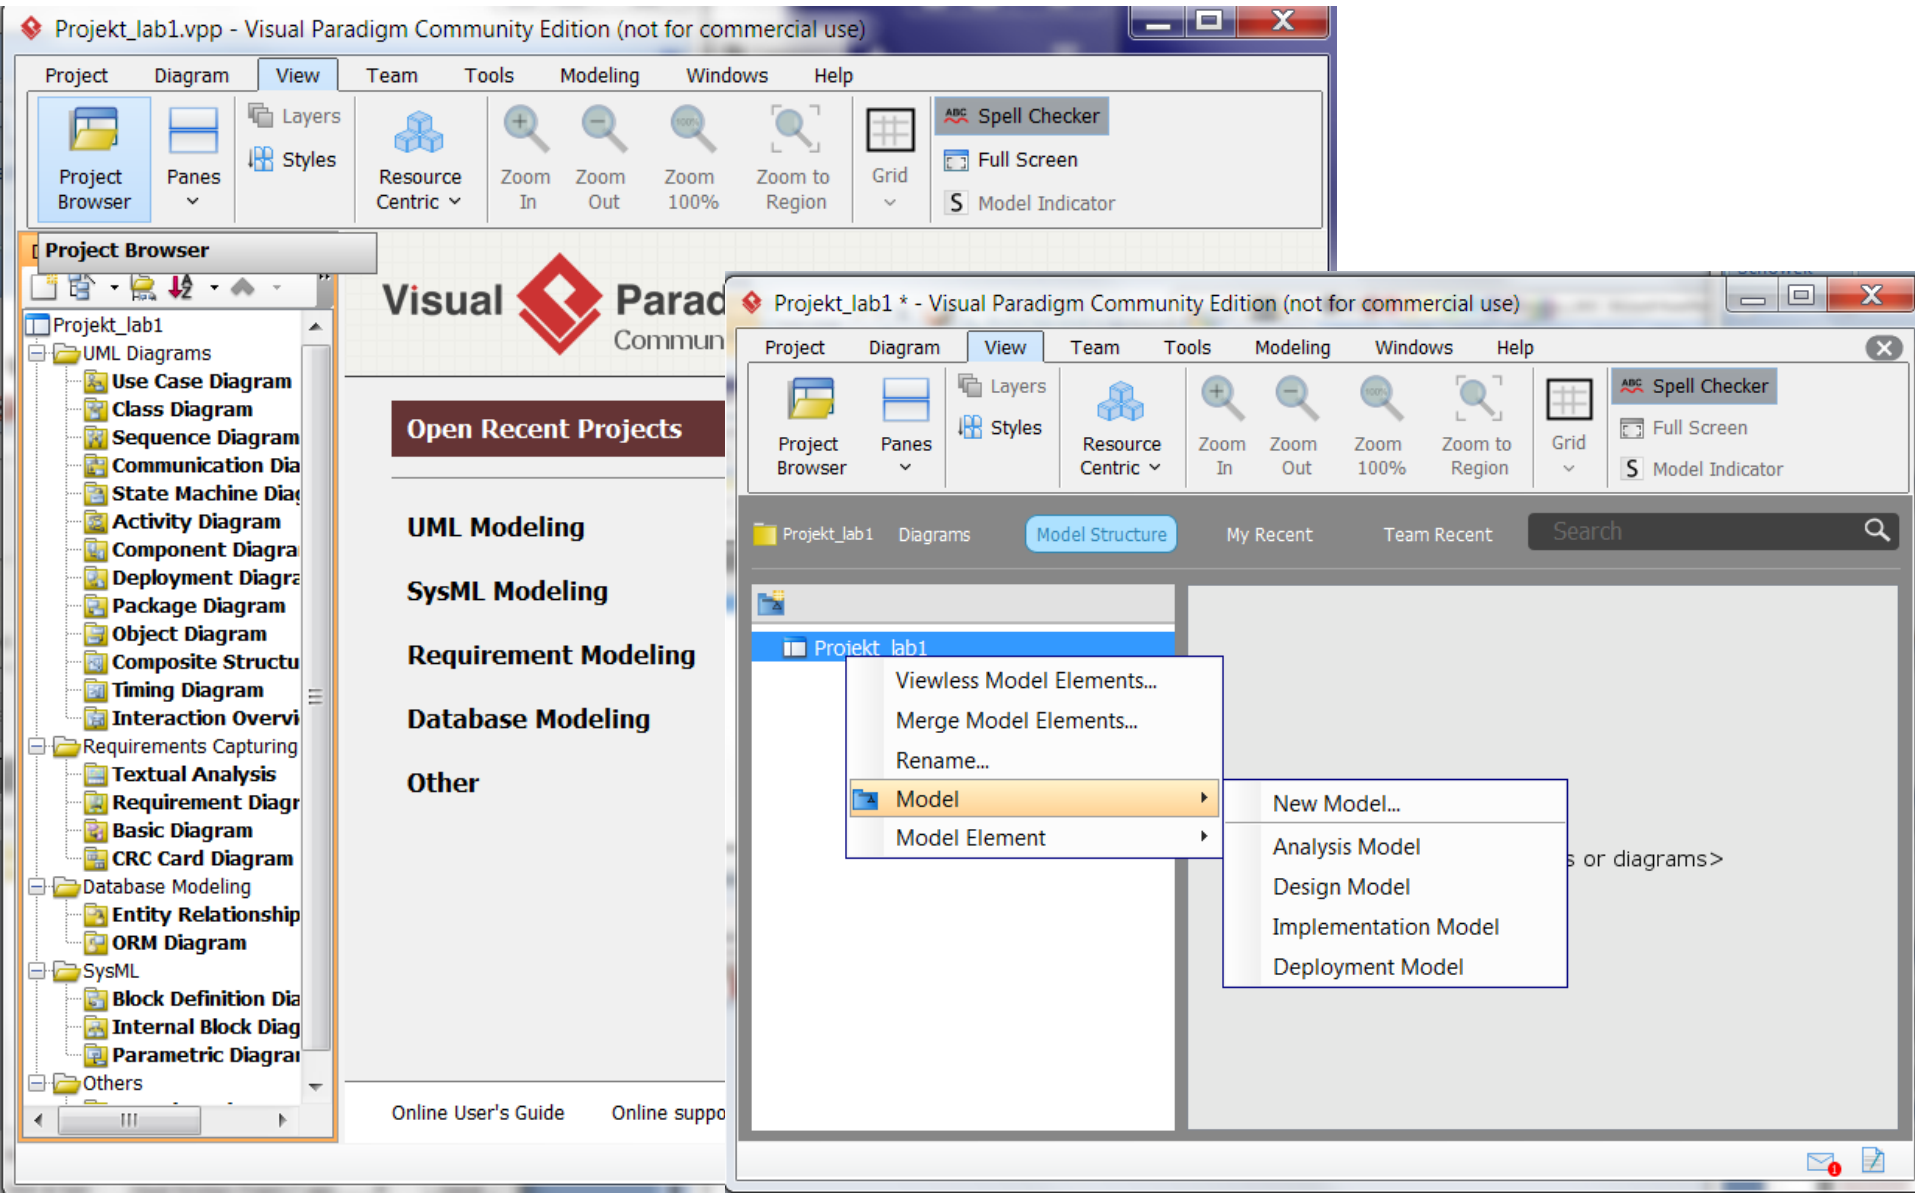 Projekt_lab1.vpp - Visual Paradigm Community Edition (not for commercial use)
Project Diagram View Team Tools Modeling Windows Help
Project Browser
Panes
Layers
Styles
Resource Centric
Zoom In
Zoom Out
Zoom 100%
Zoom to Region
Grid
Spell Checker
Full Screen
Model Indicator
Project Browser
Projekt_lab1
UML Diagrams
Use Case Diagram
Class Diagram
Sequence Diagram
Communication Dia
State Machine Diag
Activity Diagram
Component Diagra
Deployment Diagra
Package Diagram
Object Diagram
Composite Structu
Timing Diagram
Interaction Overvi
Requirements Capturing
Textual Analysis
Requirement Diagr
Basic Diagram
CRC Card Diagram
Database Modeling
Entity Relationship
ORM Diagram
SysML
Block Definition Dia
Internal Block Diag
Parametric Diagra
Others
Visual Parad
Commun
Open Recent Projects
UML Modeling
SysML Modeling
Requirement Modeling
Database Modeling
Other
Online User's Guide Online suppo
Projekt_lab1 * - Visual Paradigm Community Edition (not for commercial use)
Project Diagram View Team Tools Modeling Windows Help
Project Browser
Panes
Layers
Styles
Resource Centric
Zoom In
Zoom Out
Zoom 100%
Zoom to Region
Grid
Spell Checker
Full Screen
Model Indicator
Projekt_lab1 Diagrams Model Structure My Recent Team Recent Search
Projekt_lab1
Viewless Model Elements...
Merge Model Elements...
Rename...
Model
Model Element
New Model...
Analysis Model
Design Model
Implementation Model
Deployment Model
s or diagrams>